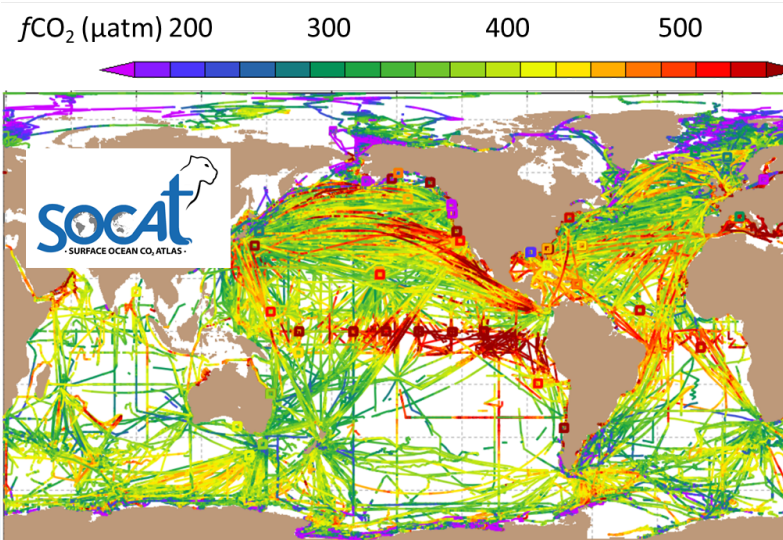 fCO₂ (µatm) 200 300 400 500
SOCAT
· SURFACE OCEAN CO₂ ATLAS ·